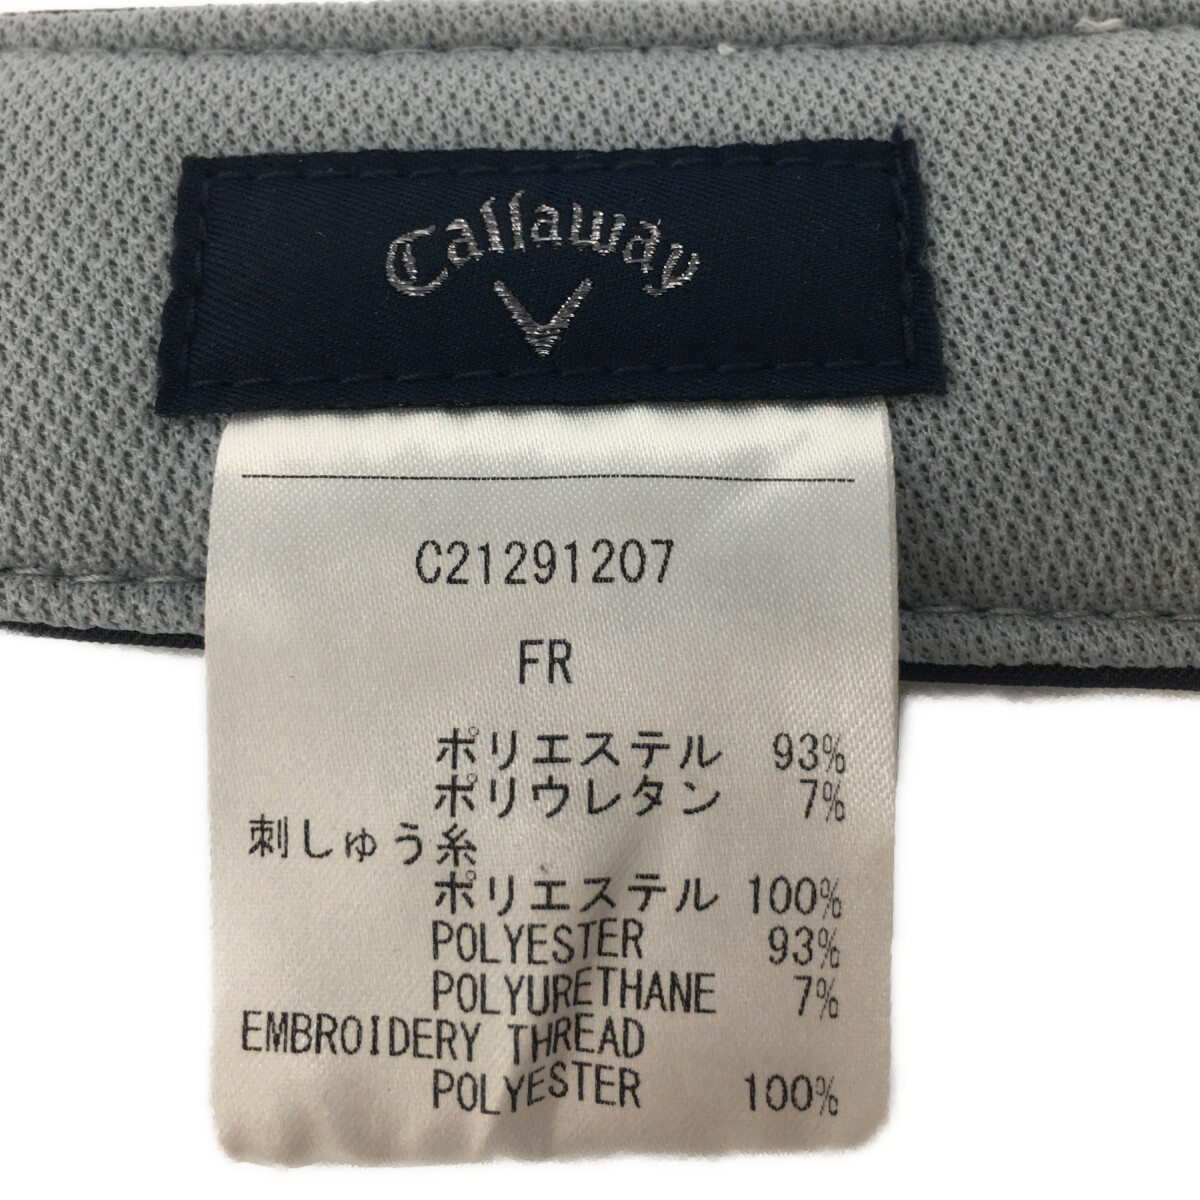 Callaway
C21291207
FR
ポリエステル 93%
ポリウレタン 7%
刺しゅう糸
ポリエステル 100%
POLYESTER 93%
POLYURETHANE 7%
EMBROIDERY THREAD
POLYESTER 100%